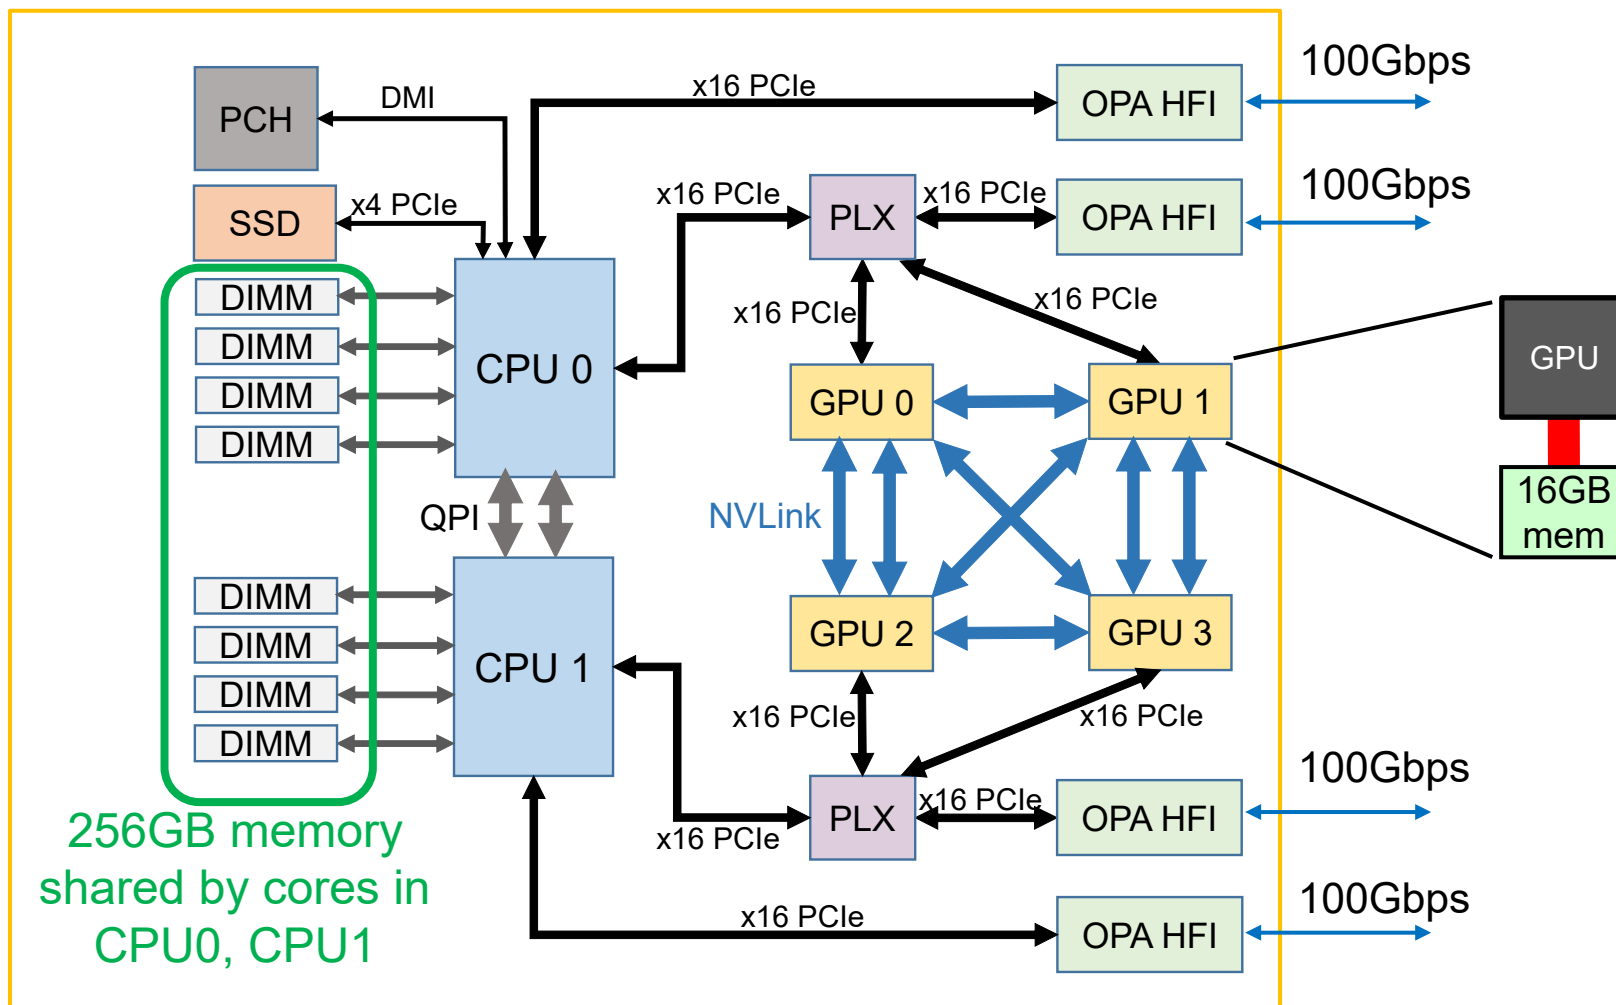 x16 PCIe
OPA HFI
100Gbps
PCH
DMI
SSD
x4 PCIe
x16 PCIe
PLX
x16 PCIe
OPA HFI
100Gbps
DIMM
DIMM
DIMM
DIMM
CPU 0
x16 PCIe
x16 PCIe
GPU 0
GPU 1
GPU
16GB
mem
QPI
NVLink
DIMM
DIMM
DIMM
DIMM
CPU 1
GPU 2
GPU 3
x16 PCIe
x16 PCIe
x16 PCIe
PLX
x16 PCIe
OPA HFI
100Gbps
256GB memory
shared by cores in
CPU0, CPU1
x16 PCIe
OPA HFI
100Gbps